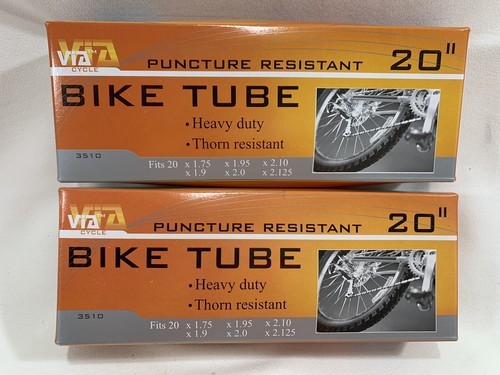 VIA™
CYCLE
PUNCTURE RESISTANT 20"
BIKE TUBE
• Heavy duty
• Thorn resistant
3510
Fits 20 x 1.75 x 1.95 x 2.10
x 1.9 x 2.0 x 2.125
VIA
CYCLE
PUNCTURE RESISTANT 20"
BIKE TUBE
• Heavy duty
• Thorn resistant
3510
Fits 20 x 1.75 x 1.95 x 2.10
x 1.9 x 2.0 x 2.125